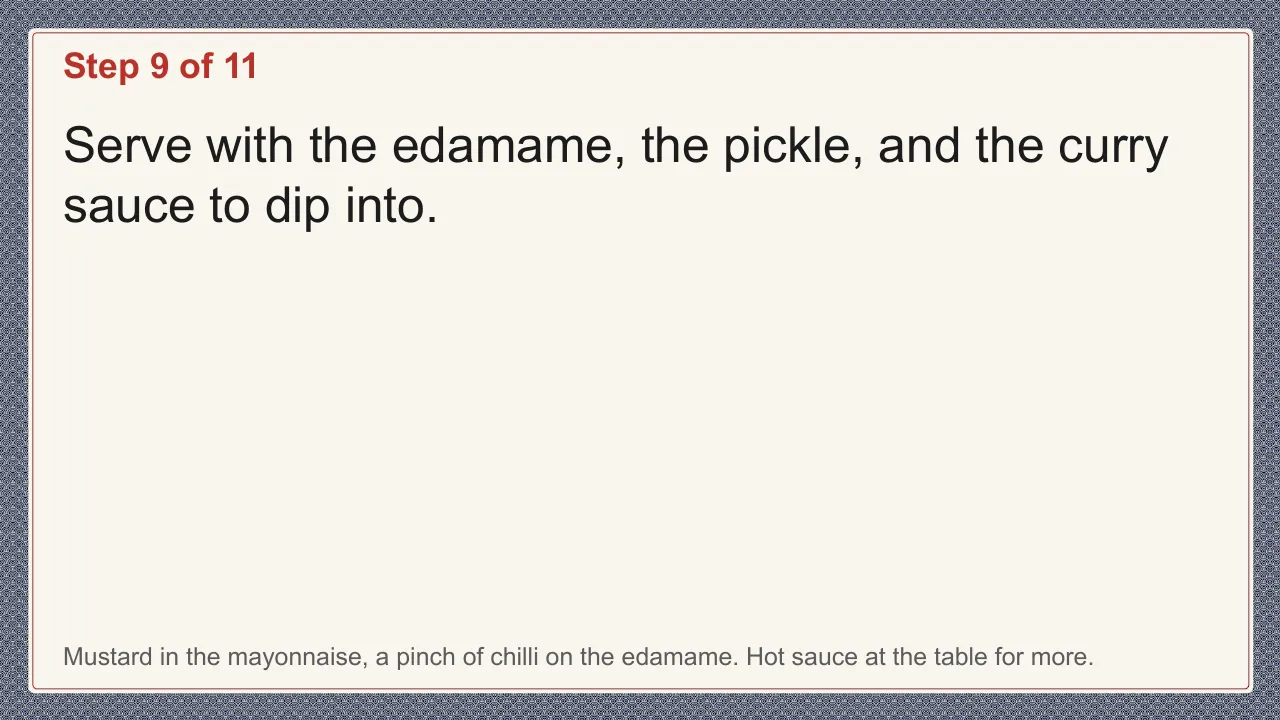 Step 9 of 11
Serve with the edamame, the pickle, and the curry
sauce to dip into.
Mustard in the mayonnaise, a pinch of chilli on the edamame. Hot sauce at the table for more.